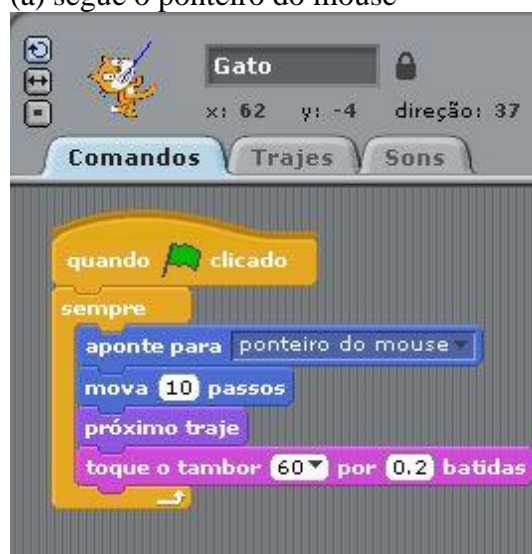 (a) segue o ponteiro do mouse
Gato
x: 62 y: -4 direção: 37
Comandos Trajes Sons
quando clicado
sempre
aponte para ponteiro do mouse
mova 10 passos
próximo traje
toque o tambor 60 por 0.2 batidas